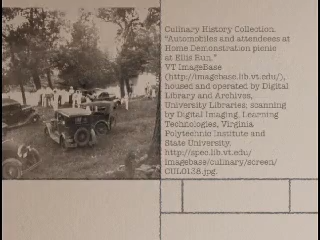 Culinary History Collection.
"Automobiles and attendees at
Home Demonstration picnic
at Ellis Run."
VT ImageBase
(http://imagebase.lib.vt.edu/),
housed and operated by Digital
Library and Archives,
University Libraries; scanning
by Digital Imaging, Learning
Technologies, Virginia
Polytechnic Institute and
State University.
http://spec.lib.vt.edu/
imagebase/culinary/screen/
CUL0138.jpg.